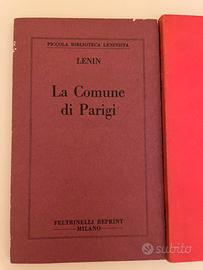 PICCOLA BIBLIOTECA LENINISTA
LENIN
La Comune
di Parigi
FELTRINELLI REPRINT
MILANO
subito